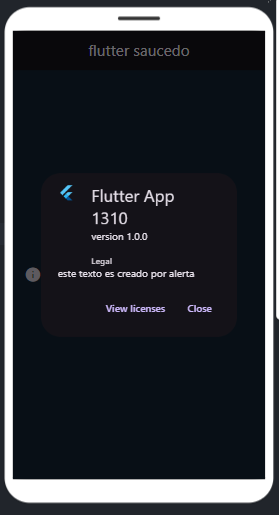 flutter saucedo
Flutter App
1310
version 1.0.0
Legal
este texto es creado por alerta
View licenses
Close